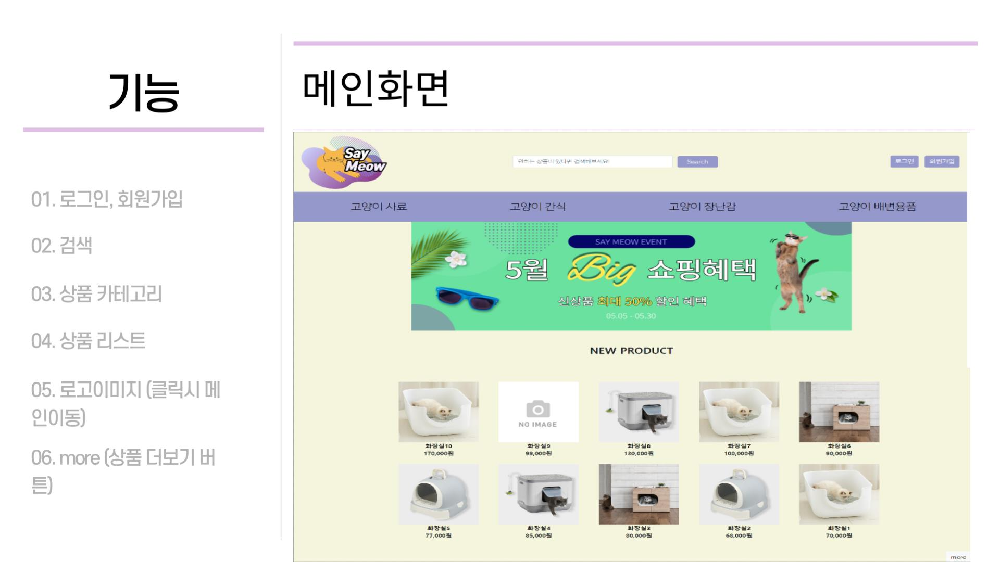 기능
01. 로그인, 회원가입
02. 검색
03. 상품 카테고리
04. 상품 리스트
05. 로고이미지 (클릭시 메
인이동)
06. more (상품 더보기 버
튼)
메인화면
Say
Meow
원하는 상품이 있다면 검색해보세요!
Search
로그인
회원가입
고양이 사료
고양이 간식
고양이 장난감
고양이 배변용품
SAY MEOW EVENT
5월 Big 쇼핑혜택
신상품 최대 50% 할인 혜택
05.05 - 05.30
NEW PRODUCT
NO IMAGE
화장실10
170,000원
화장실9
99,000원
화장실8
130,000원
화장실7
100,000원
화장실6
90,000원
화장실5
77,000원
화장실4
85,000원
화장실3
80,000원
화장실2
68,000원
화장실1
70,000원
more